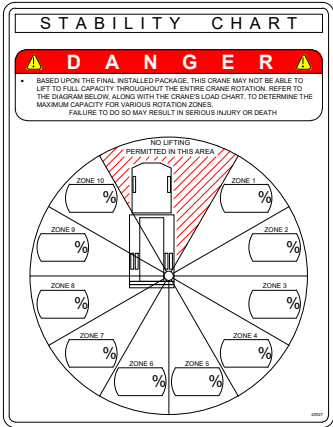 STABILITY CHART
DANGER
• BASED UPON THE FINAL INSTALLED PACKAGE, THIS CRANE MAY NOT BE ABLE TO
LIFT TO FULL CAPACITY THROUGHOUT THE ENTIRE CRANE ROTATION. REFER TO
THE DIAGRAM BELOW, ALONG WITH THE CRANE'S LOAD CHART, TO DETERMINE THE
MAXIMUM CAPACITY FOR VARIOUS ROTATION ZONES.
FAILURE TO DO SO MAY RESULT IN SERIOUS INJURY OR DEATH
NO LIFTING
PERMITTED IN THIS AREA
ZONE 10
%
ZONE 1
%
ZONE 9
%
ZONE 2
%
ZONE 8
%
ZONE 3
%
ZONE 7
%
ZONE 4
%
ZONE 6
%
ZONE 5
%